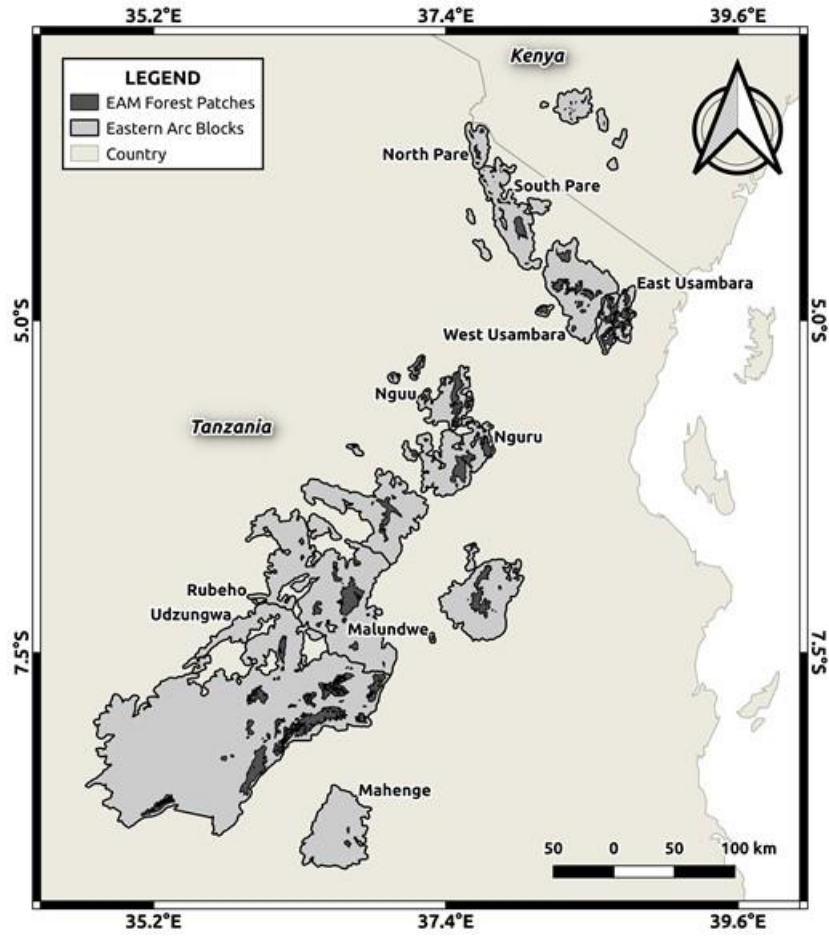 35.2°E 37.4°E 39.6°E
Kenya
LEGEND
EAM Forest Patches
Eastern Arc Blocks
Country
North Pare
South Pare
East Usambara
5.0°S 5.0°S
West Usambara
Nguu
Tanzania
Nguru
Rubeho
Udzungwa
Malundwe
7.5°S 7.5°S
Mahenge
50 0 50 100 km
35.2°E 37.4°E 39.6°E